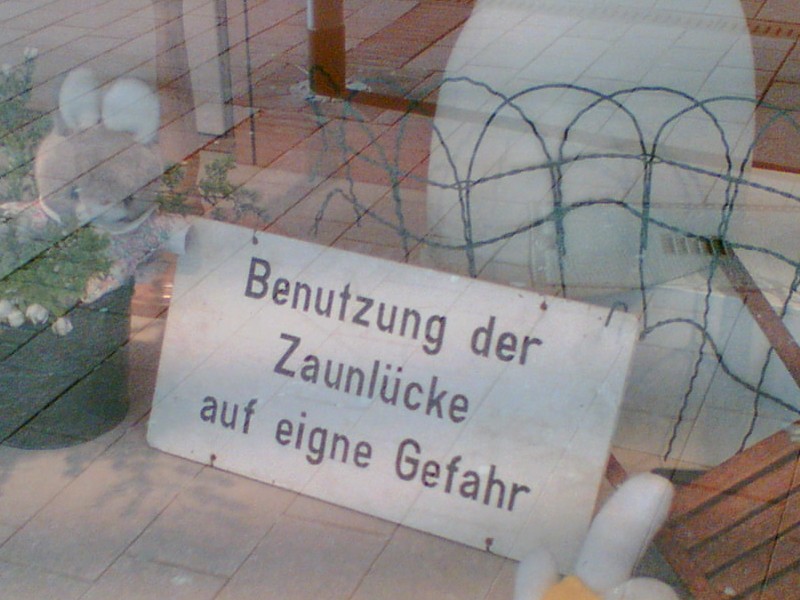 Benutzung der
Zaunlücke
auf eigne Gefahr